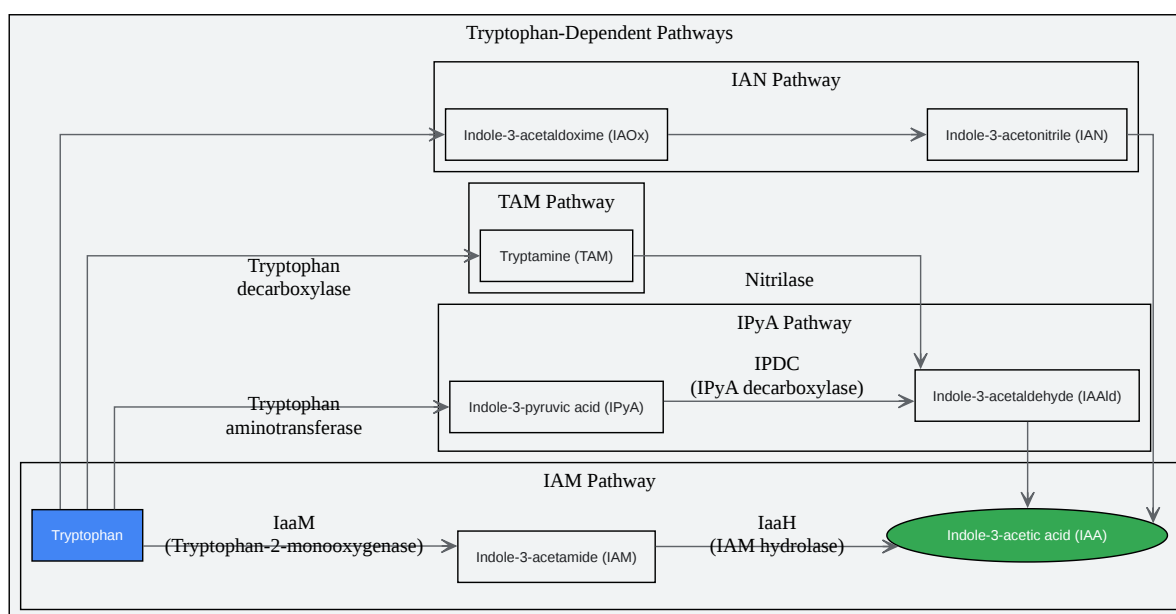 Tryptophan-Dependent Pathways
IAN Pathway
Indole-3-acetaldoxime (IAOx)
Indole-3-acetonitrile (IAN)
TAM Pathway
Tryptamine (TAM)
Tryptophan
decarboxylase
Nitrilase
IPyA Pathway
IPDC
(IPyA decarboxylase)
Indole-3-pyruvic acid (IPyA)
Indole-3-acetaldehyde (IAAld)
Tryptophan
aminotransferase
IAM Pathway
Tryptophan
IaaM
(Tryptophan-2-monooxygenase)
Indole-3-acetamide (IAM)
IaaH
(IAM hydrolase)
Indole-3-acetic acid (IAA)